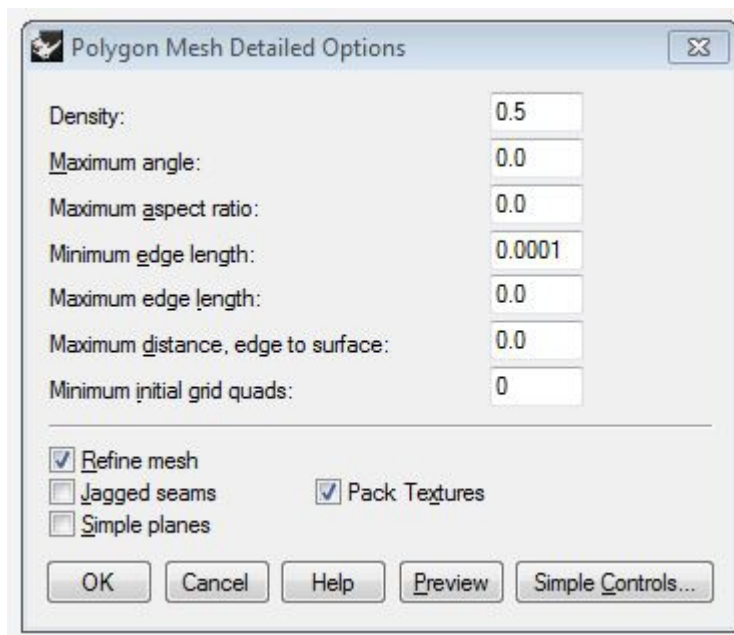 Polygon Mesh Detailed Options
Density: 0.5
Maximum angle: 0.0
Maximum aspect ratio: 0.0
Minimum edge length: 0.0001
Maximum edge length: 0.0
Maximum distance, edge to surface: 0.0
Minimum initial grid quads: 0
Refine mesh
Jagged seams Pack Textures
Simple planes
OK Cancel Help Preview Simple Controls...